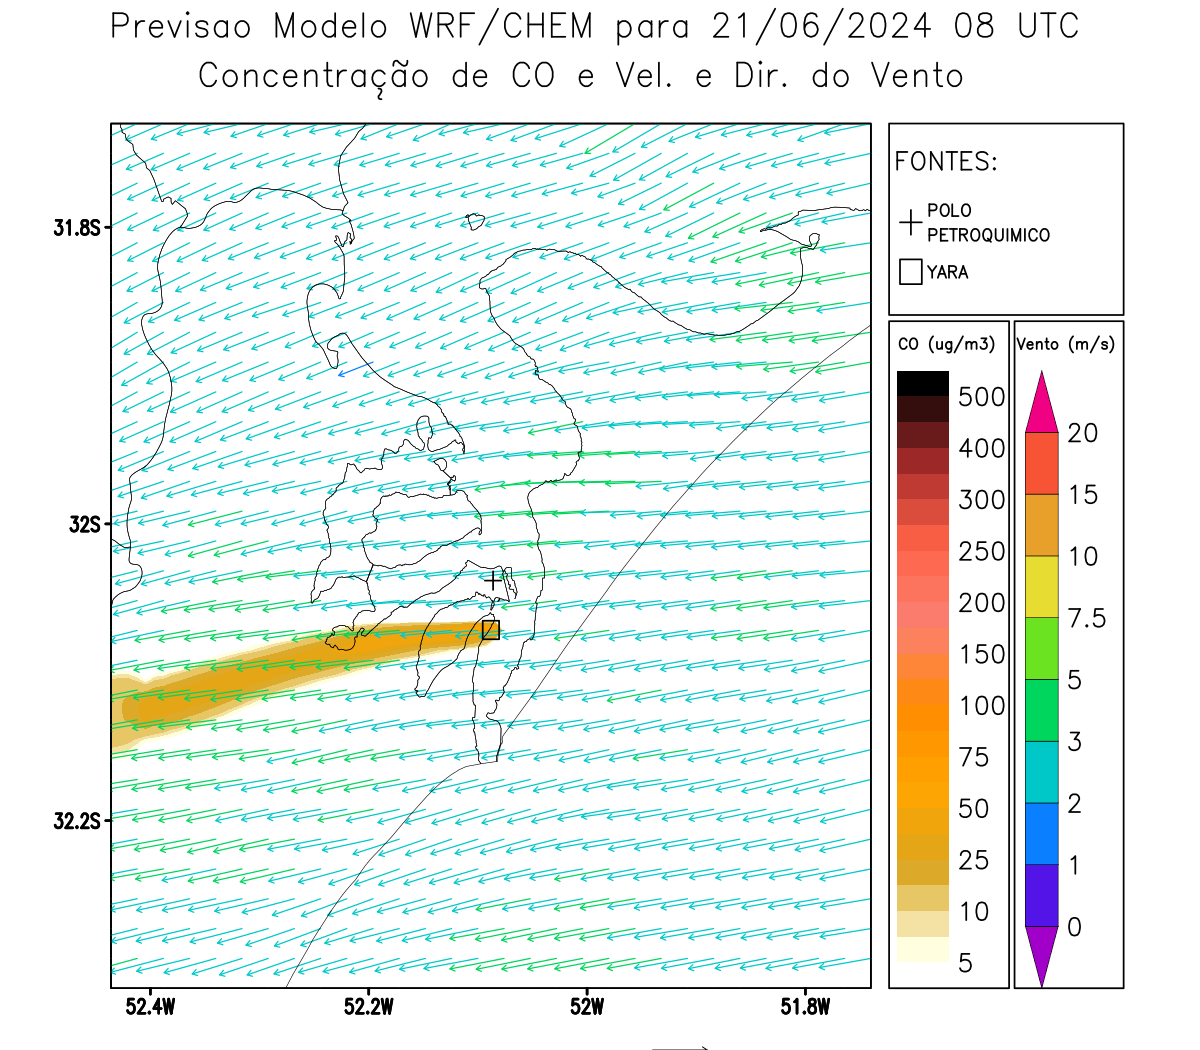 Previsao Modelo WRF/CHEM para 21/06/2024 08 UTC
Concentração de CO e Vel. e Dir. do Vento
FONTES:
POLO
PETROQUIMICO
YARA
CO (ug/m3)
500
400
300
250
200
150
100
75
50
25
10
5
Vento (m/s)
20
15
10
7.5
5
3
2
1
0
31.8S
32S
32.2S
52.4W
52.2W
52W
51.8W